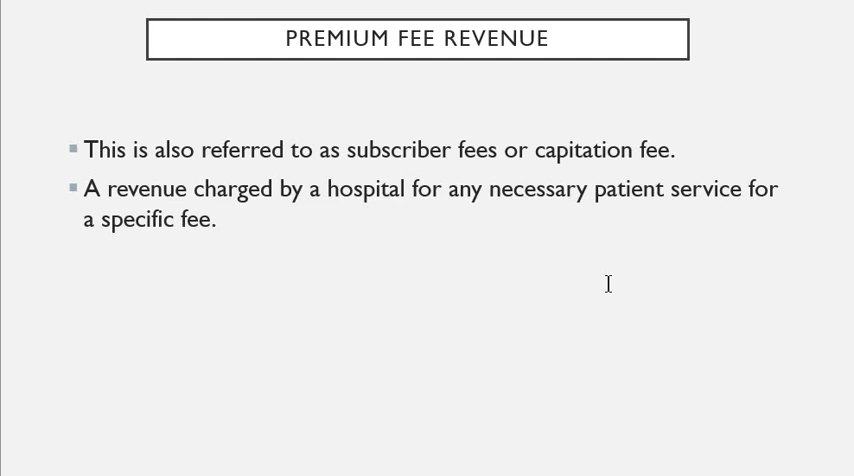 PREMIUM FEE REVENUE
This is also referred to as subscriber fees or capitation fee.
A revenue charged by a hospital for any necessary patient service for
a specific fee.